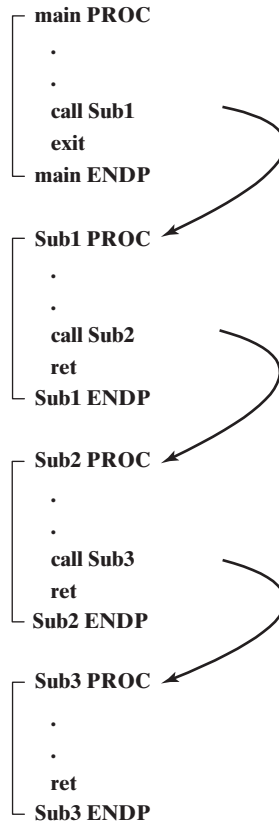 main PROC
.
.
call Sub1
exit
main ENDP
Sub1 PROC
.
.
call Sub2
ret
Sub1 ENDP
Sub2 PROC
.
.
call Sub3
ret
Sub2 ENDP
Sub3 PROC
.
.
ret
Sub3 ENDP